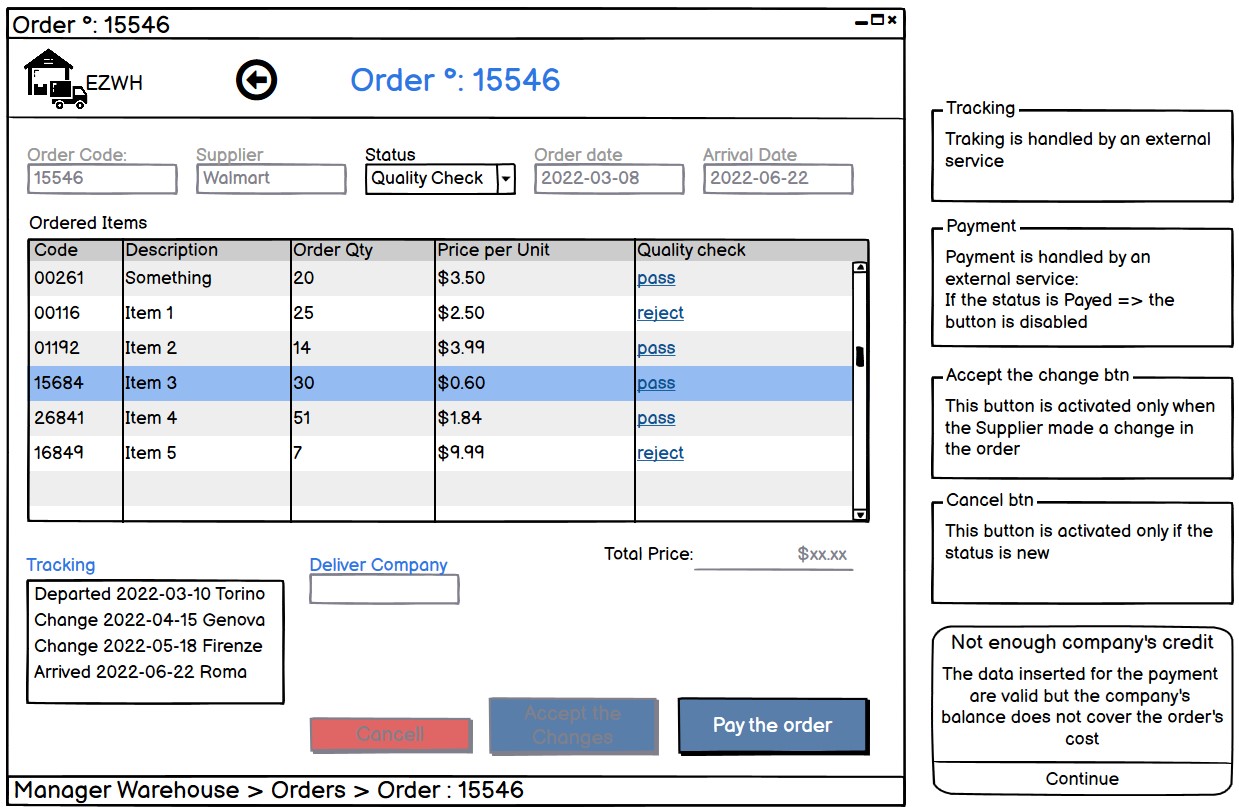 Order °: 15546
EZWH
Order °: 15546
Order Code: Supplier Status Order date Arrival Date
15546 Walmart Quality Check 2022-03-08 2022-06-22
Ordered Items
Code Description Order Qty Price per Unit Quality check
00261 Something 20 $3.50 pass
00116 Item 1 25 $2.50 reject
01192 Item 2 14 $3.99 pass
15684 Item 3 30 $0.60 pass
26841 Item 4 51 $1.84 pass
16849 Item 5 7 $9.99 reject
Total Price: $xx.xx
Tracking
Departed 2022-03-10 Torino
Change 2022-04-15 Genova
Change 2022-05-18 Firenze
Arrived 2022-06-22 Roma
Deliver Company
Cancell
Accept the
Changes
Pay the order
Manager Warehouse > Orders > Order : 15546
Tracking
Traking is handled by an external
service
Payment
Payment is handled by an
external service:
If the status is Payed => the
button is disabled
Accept the change btn
This button is activated only when
the Supplier made a change in
the order
Cancel btn
This button is activated only if the
status is new
Not enough company's credit
The data inserted for the payment
are valid but the company's
balance does not cover the order's
cost
Continue